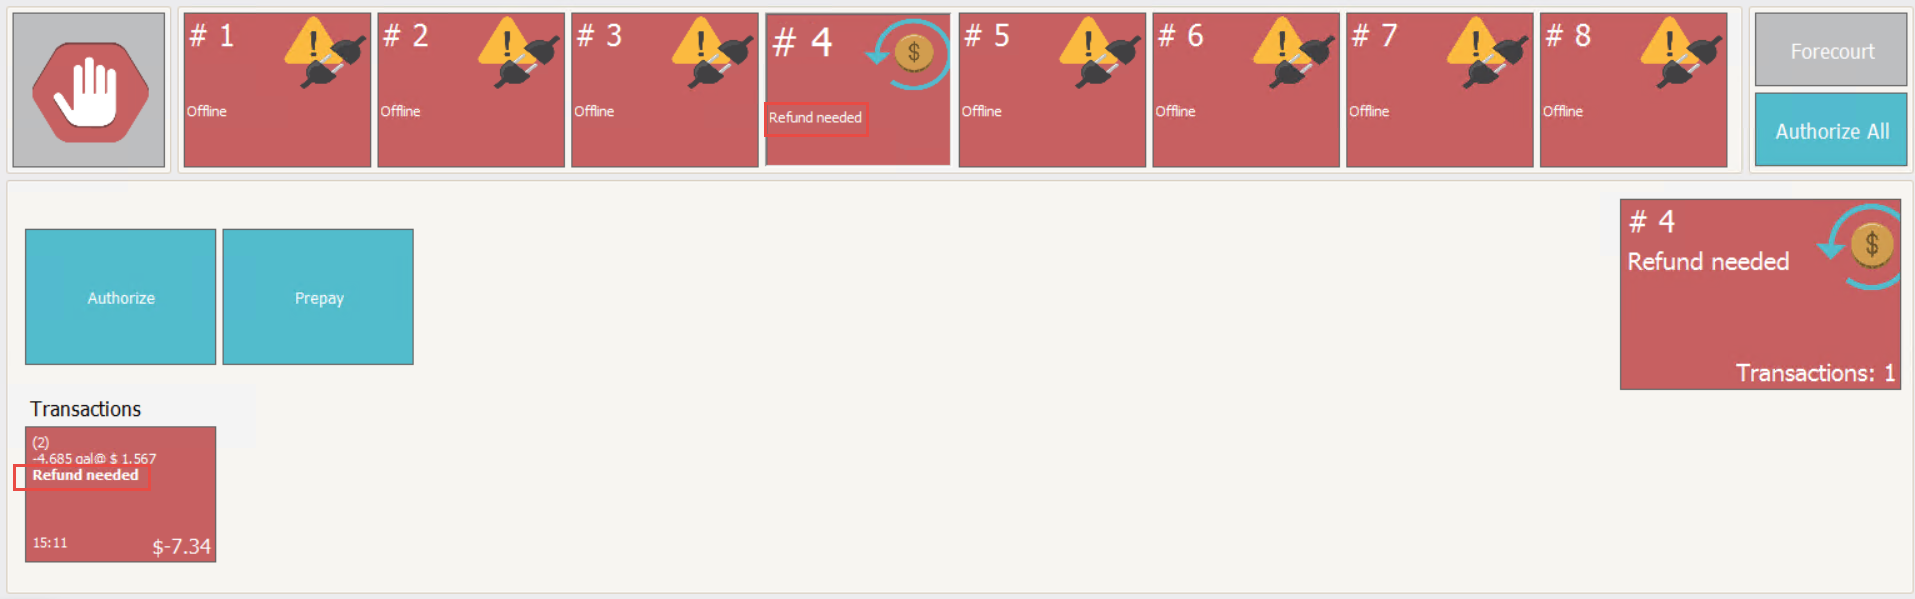 # 1
Offline
# 2
Offline
# 3
Offline
# 4
$
Refund needed
# 5
Offline
# 6
Offline
# 7
Offline
# 8
Offline
Forecourt
Authorize All
Authorize
Prepay
# 4
$
Refund needed
Transactions: 1
Transactions
(2)
-4.685 gal@ $ 1.567
Refund needed
15:11
$-7.34